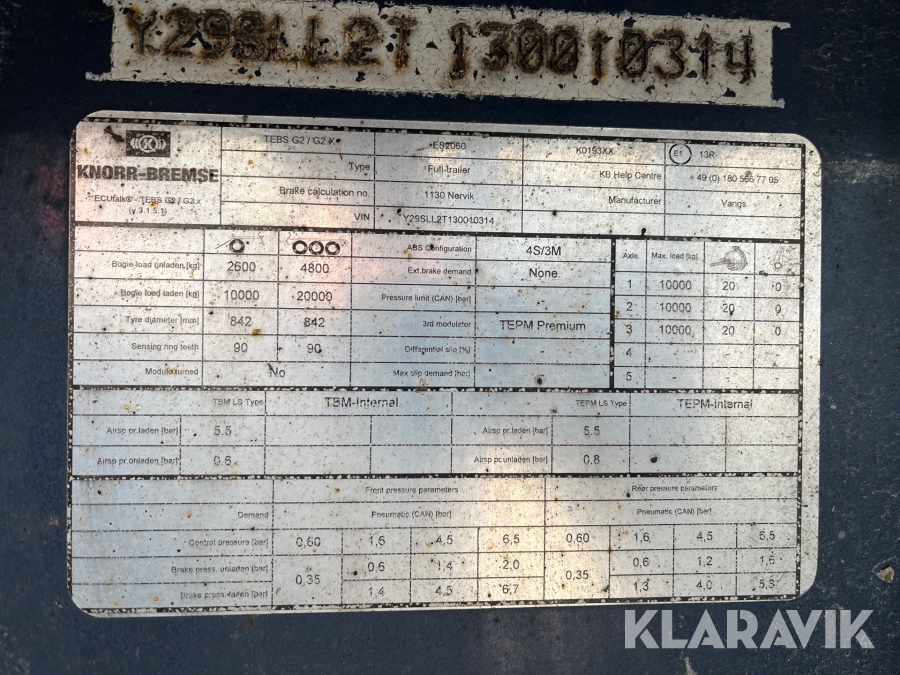 Y29SLL2T 130010314
KNORR-BREMSE
ECUtalk® - TEBS G2 / G2.x
(v 3.1.5.1)
TEBS G2 / G2.x ES2060 K0193XX E1 13R
Type Full-trailer KB Help Centre + 49 (0) 180 566 77 05
Brake calculation no. 1130 Nervik Manufacturer Vangs
VIN Y29SLL2T130010314
ABS Configuration 4S/3M Axle. Max. load [kg]
Bogie load unladen [kg] 2600 4800 Ext.brake demand None 1 10000 20 0
Bogie load laden [kg] 10000 20000 Pressure limit (CAN) [bar] - 2 10000 20 0
Tyre diameter [mm] 842 842 3rd modulator TEPM Premium 3 10000 20 0
Sensing ring teeth 90 90 Differential slip [%] - 4 - - -
Module turned No Max slip demand [bar] - 5 - - -
TBM LS Type TBM-Internal TEPM LS Type TEPM-Internal
Airsp pr.laden [bar] 5.5 Airsp pr.laden [bar] 5.5
Airsp pr.unladen [bar] 0.6 Airsp pr.unladen [bar] 0.8
Front pressure parameters Rear pressure parameters
Demand Pneumatic (CAN) [bar] Pneumatic (CAN) [bar]
Control pressure [bar] 0,60 1,6 4,5 6,5 0,60 1,6 4,5 6,5
Brake press. unladen [bar] 0,35 0,6 1,4 2,0 0,35 0,6 1,2 1,6
Brake press. laden [bar] 1,4 4,5 6,7 1,3 4,0 5,8
KLARAVIK